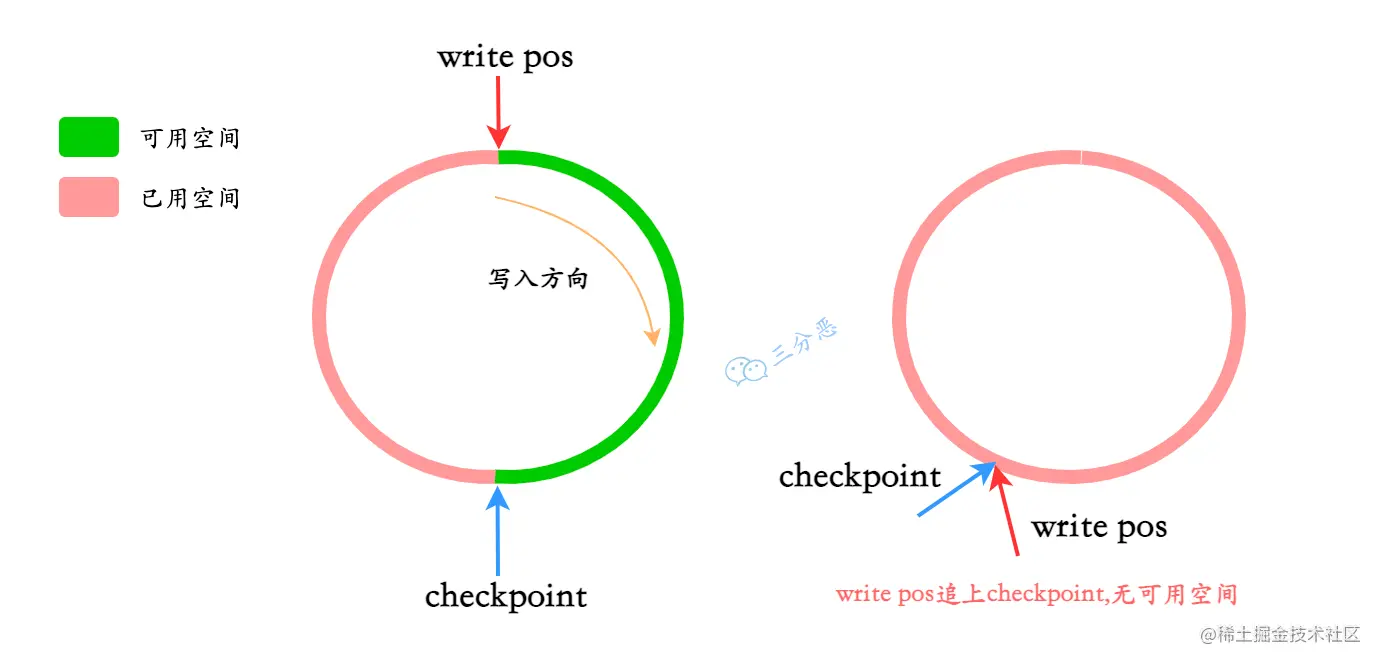 write pos
可用空间
已用空间
写入方向
三分恶
checkpoint
write pos
checkpoint
write pos追上checkpoint,无可用空间
@稀土掘金技术社区